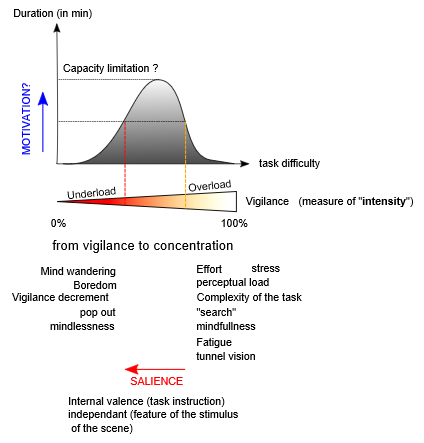 Duration (in min)
Capacity limitation ?
MOTIVATION?
task difficulty
Underload
Overload
Vigilance (measure of "intensity")
0%
100%
from vigilance to concentration
Mind wandering
Boredom
Vigilance decrement
pop out
mindlessness
Effort stress
perceptual load
Complexity of the task
"search"
mindfullness
Fatigue
tunnel vision
SALIENCE
Internal valence (task instruction)
independant (feature of the stimulus
of the scene)